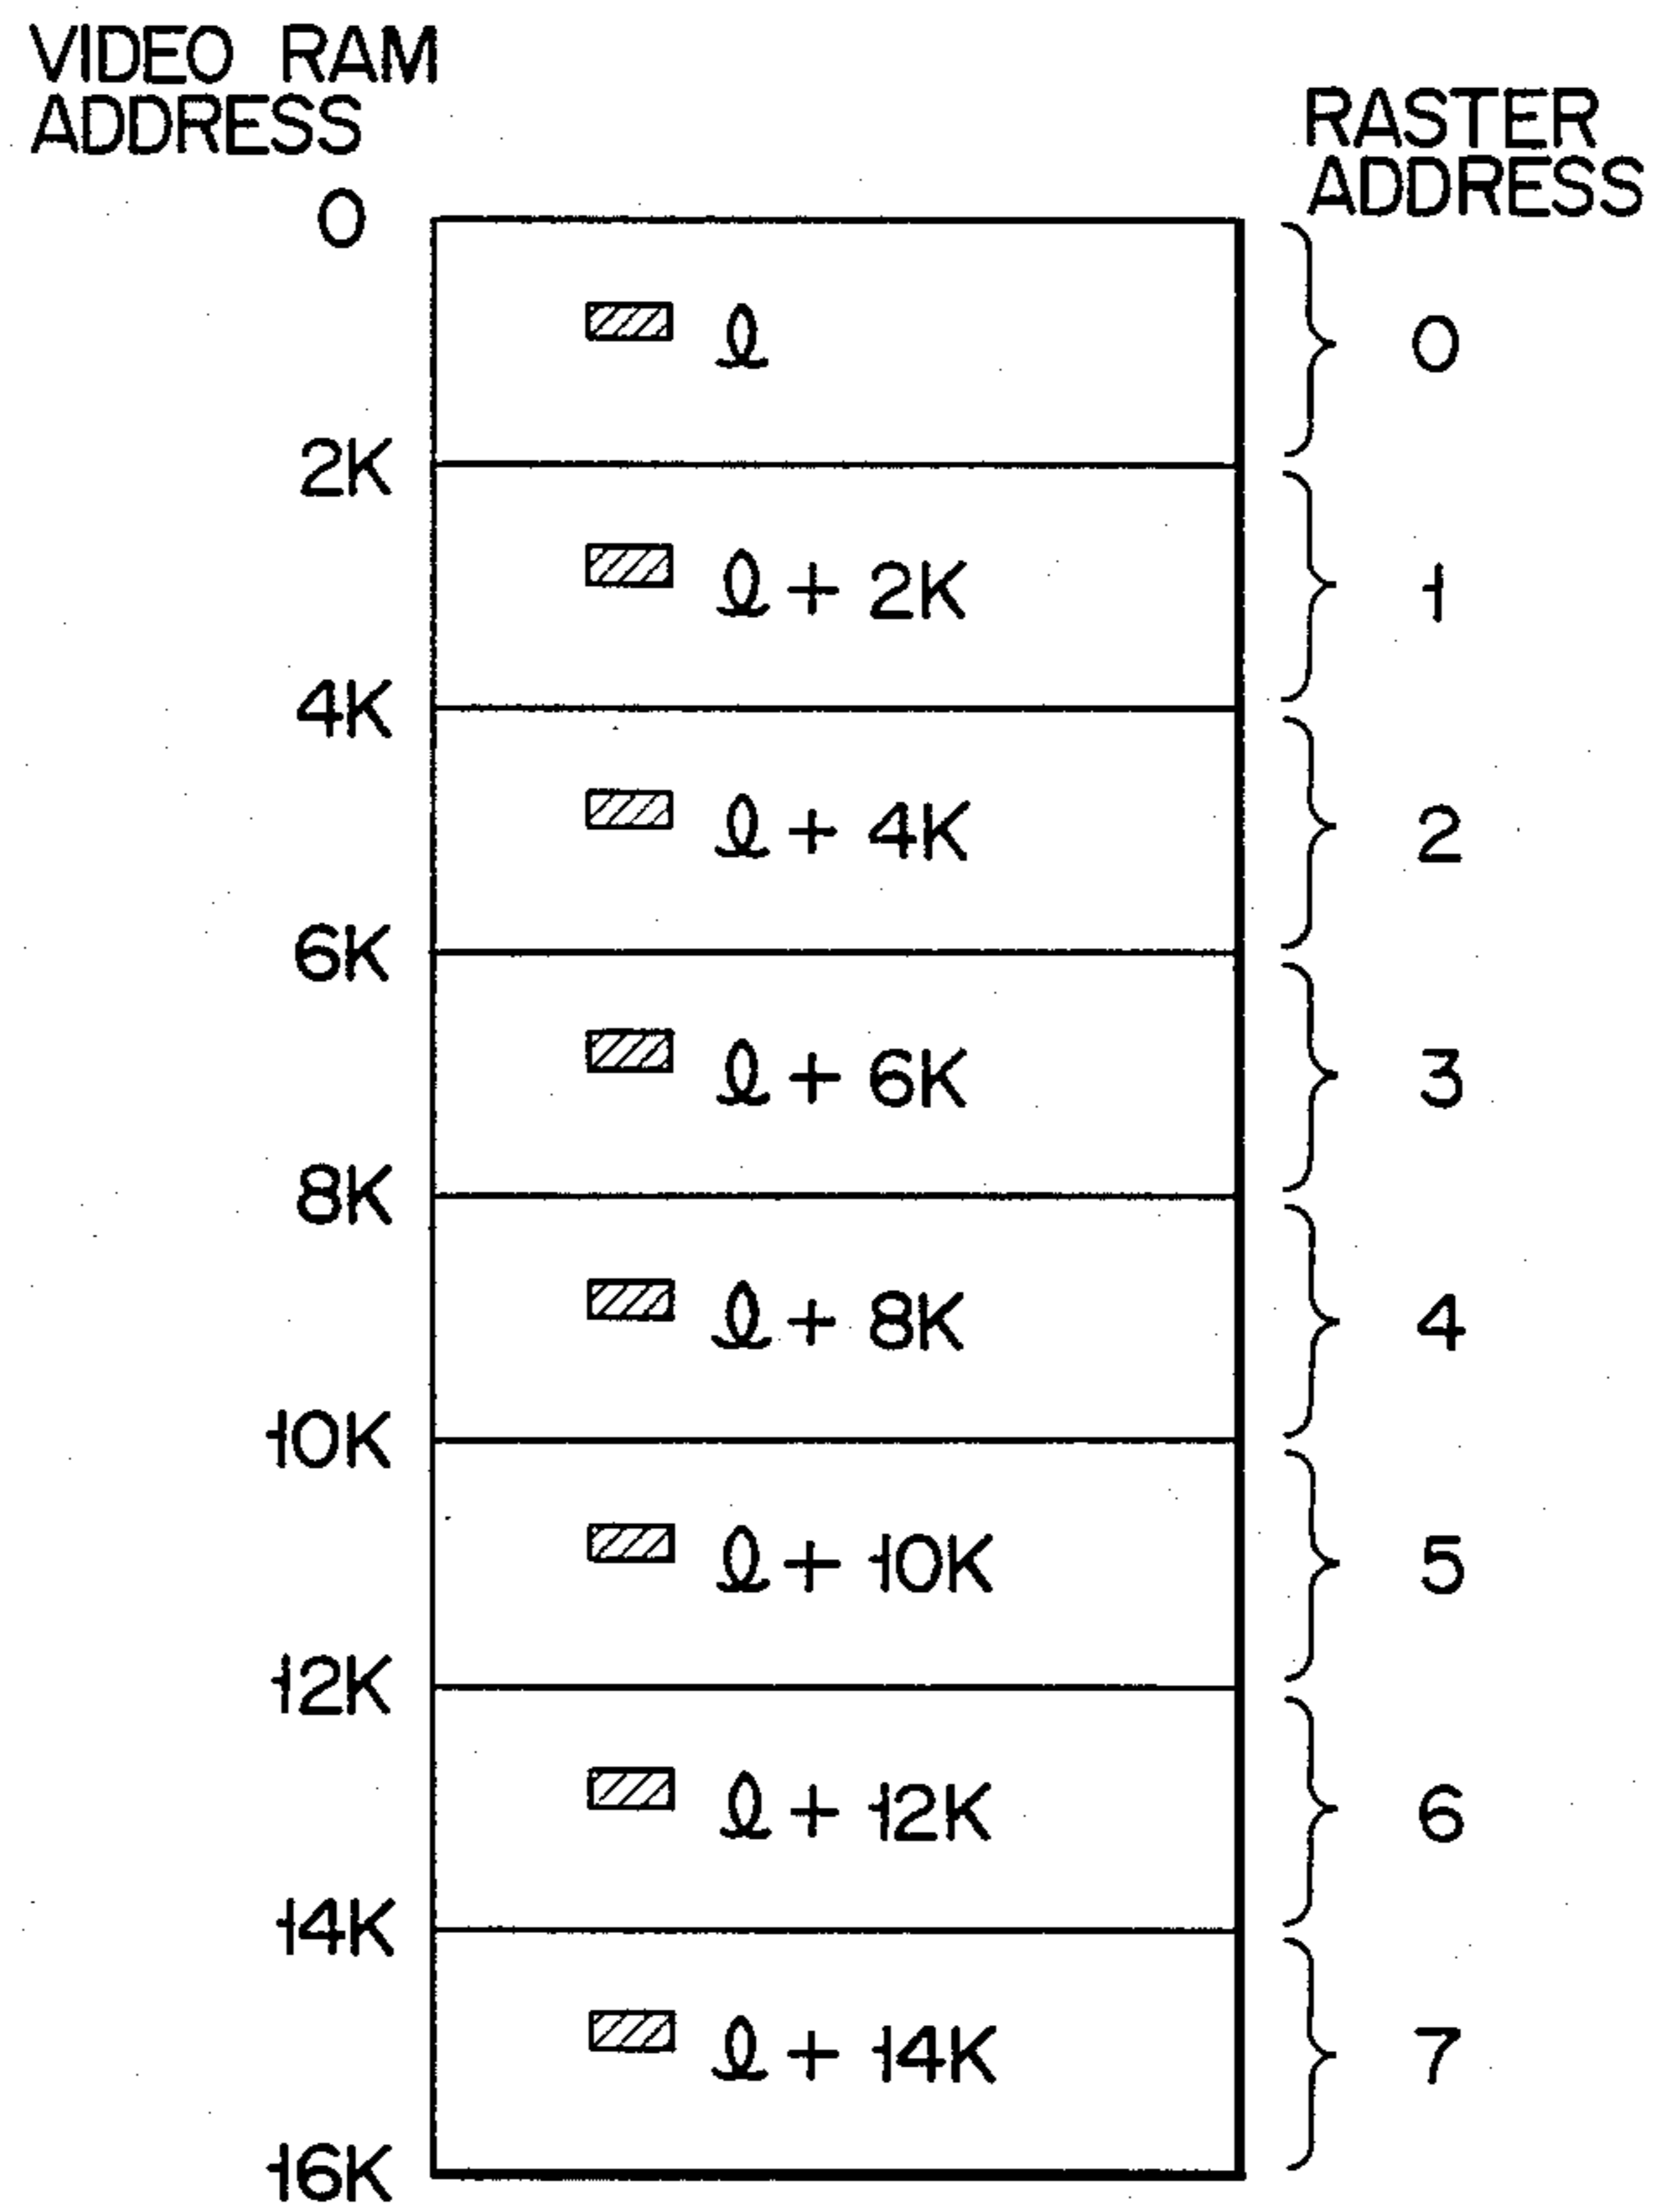 VIDEO RAM
ADDRESS
RASTER
ADDRESS
0
ℓ
0
2K
ℓ + 2K
1
4K
ℓ + 4K
2
6K
ℓ + 6K
3
8K
ℓ + 8K
4
10K
ℓ + 10K
5
12K
ℓ + 12K
6
14K
ℓ + 14K
7
16K